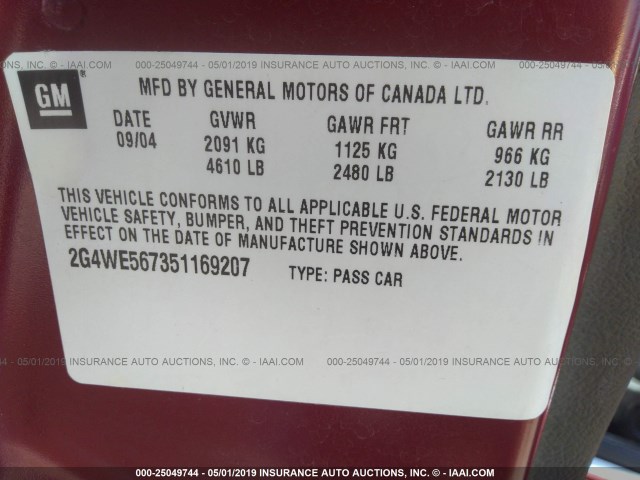 000-25049744 - 05/01/2019 INSURANCE AUTO AUCTIONS, INC. © - IAAI.COM
GM®
MFD BY GENERAL MOTORS OF CANADA LTD.
DATE GVWR GAWR FRT GAWR RR
09/04 2091 KG 1125 KG 966 KG
4610 LB 2480 LB 2130 LB
THIS VEHICLE CONFORMS TO ALL APPLICABLE U.S. FEDERAL MOTOR
VEHICLE SAFETY, BUMPER, AND THEFT PREVENTION STANDARDS IN
EFFECT ON THE DATE OF MANUFACTURE SHOWN ABOVE.
2G4WE567351169207 TYPE: PASS CAR
- 05/01/2019 INSURANCE AUTO AUCTIONS, INC. © - IAAI.COM 000-25049744 - 05/01/2019 INSURANCE AUTO AUCTIONS, INC.
000-25049744 - 05/01/2019 INSURANCE AUTO AUCTIONS, INC. © - IAAI.COM